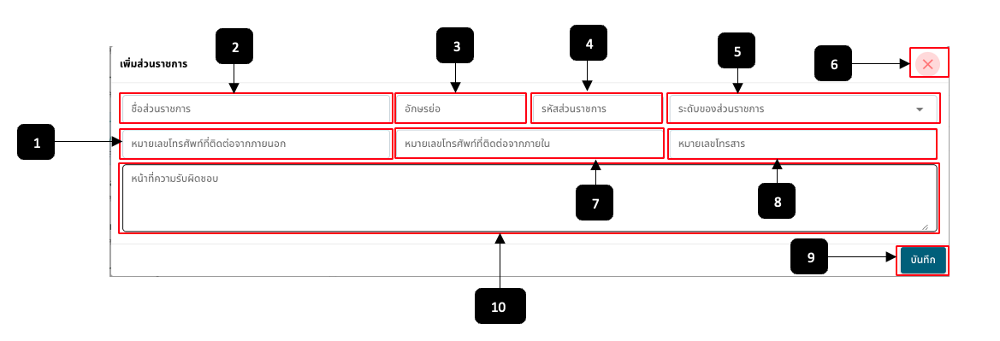 2
3
4
5
6
เพิ่มส่วนราชการ
ชื่อส่วนราชการ
อักษรย่อ
รหัสส่วนราชการ
ระดับของส่วนราชการ
1
หมายเลขโทรศัพท์ที่ติดต่อจากภายนอก
หมายเลขโทรศัพท์ที่ติดต่อจากภายใน
หมายเลขโทรสาร
หน้าที่ความรับผิดชอบ
7
8
9
บันทึก
10